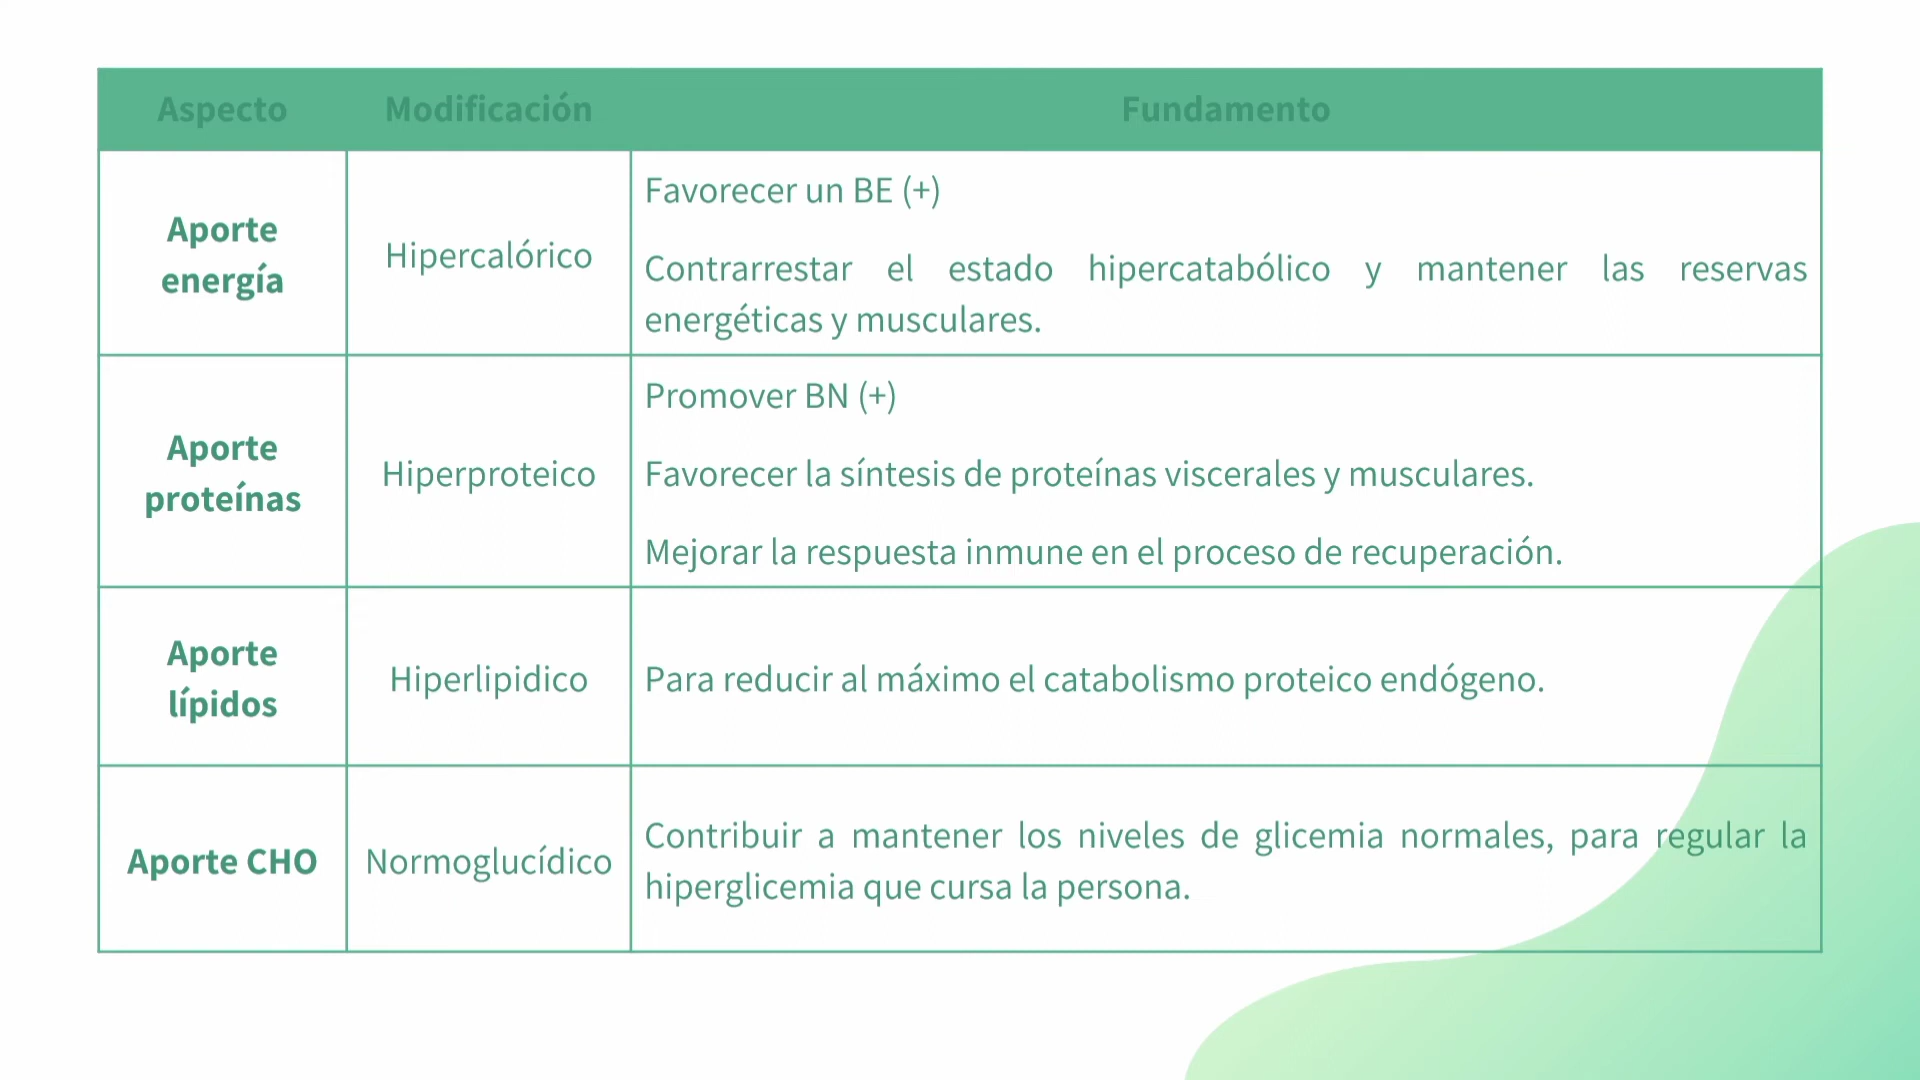 Aspecto Modificación Fundamento
Aporte
energía
Hipercalórico
Favorecer un BE (+)
Contrarrestar el estado hipercatabólico y mantener las reservas
energéticas y musculares.
Aporte
proteínas
Hiperproteico
Promover BN (+)
Favorecer la síntesis de proteínas viscerales y musculares.
Mejorar la respuesta inmune en el proceso de recuperación.
Aporte
lípidos
Hiperlipidico
Para reducir al máximo el catabolismo proteico endógeno.
Aporte CHO
Normoglucídico
Contribuir a mantener los niveles de glicemia normales, para regular la
hiperglicemia que cursa la persona.